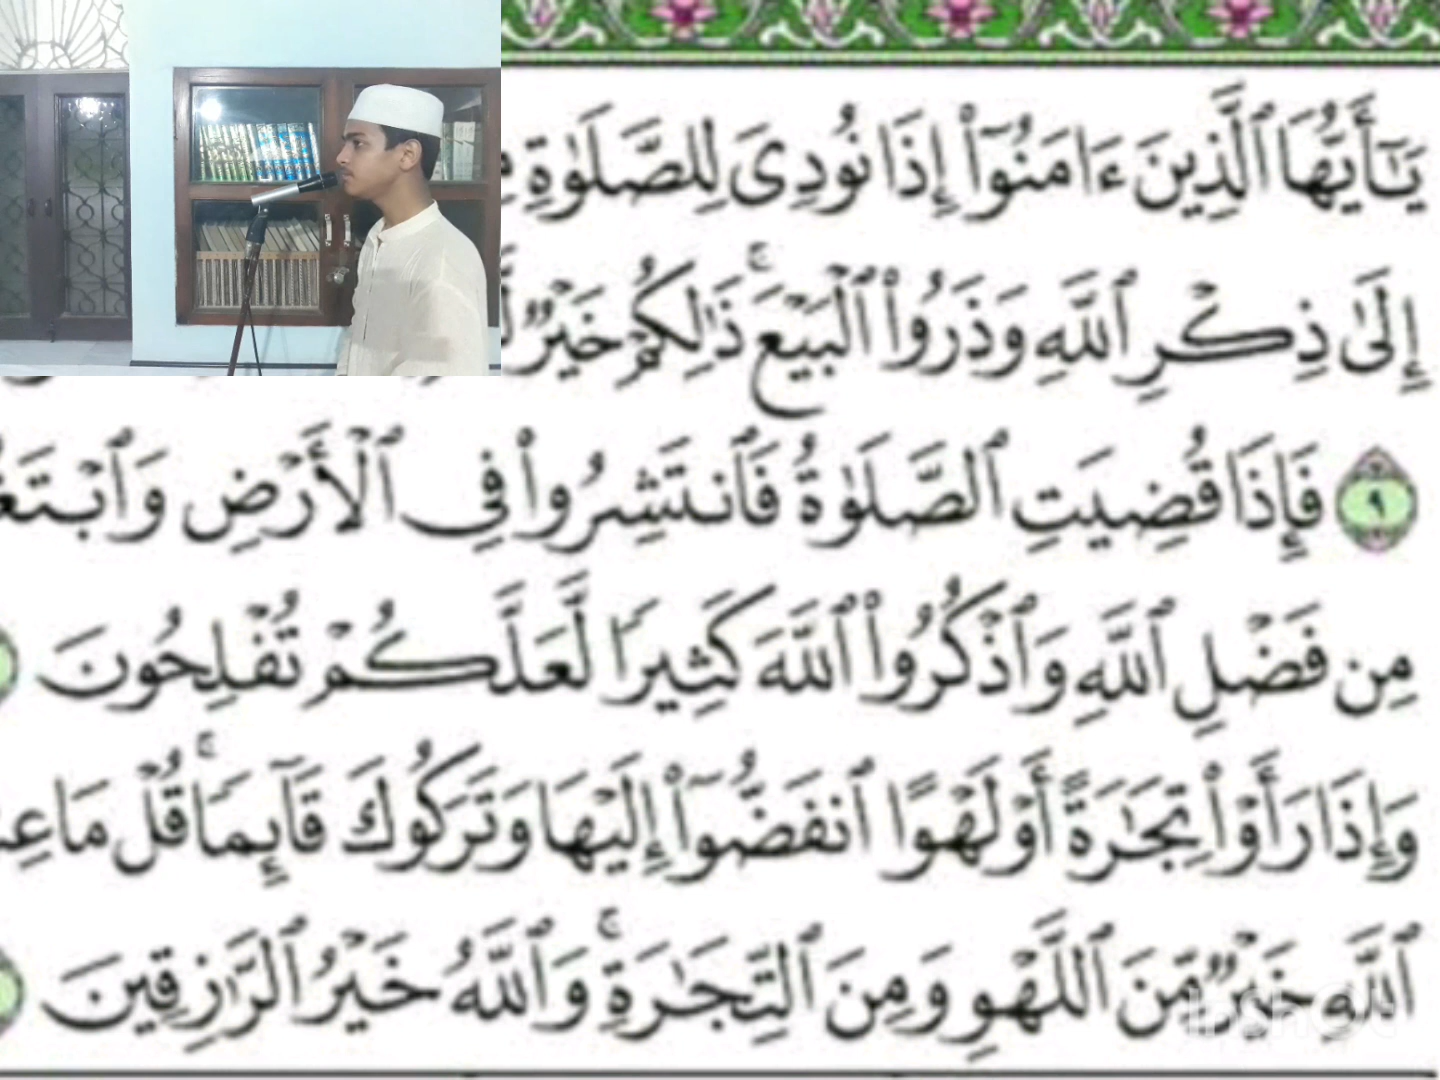 يَٰٓأَيُّهَا ٱلَّذِينَ ءَامَنُوٓا۟ إِذَا نُودِىَ لِلصَّلَوٰةِ
إِلَىٰ ذِكْرِ ٱللَّهِ وَذَرُوا۟ ٱلْبَيْعَ ۚ ذَٰلِكُمْ خَيْرٌ
٩ فَإِذَا قُضِيَتِ ٱلصَّلَوٰةُ فَٱنتَشِرُوا۟ فِى ٱلْأَرْضِ
مِن فَضْلِ ٱللَّهِ وَٱذْكُرُوا۟ ٱللَّهَ كَثِيرًا لَّعَلَّكُمْ تُفْلِحُونَ
وَإِذَا رَأَوْا۟ تِجَٰرَةً أَوْ لَهْوًا ٱنفَضُّوٓا۟ إِلَيْهَا وَتَرَكُوكَ قَآئِمًا ۚ قُلْ مَا
ٱللَّهِ خَيْرٌ مِّنَ ٱللَّهْوِ وَمِنَ ٱلتِّجَٰرَةِ ۚ وَٱللَّهُ خَيْرُ ٱلرَّٰزِقِينَ
InShOt